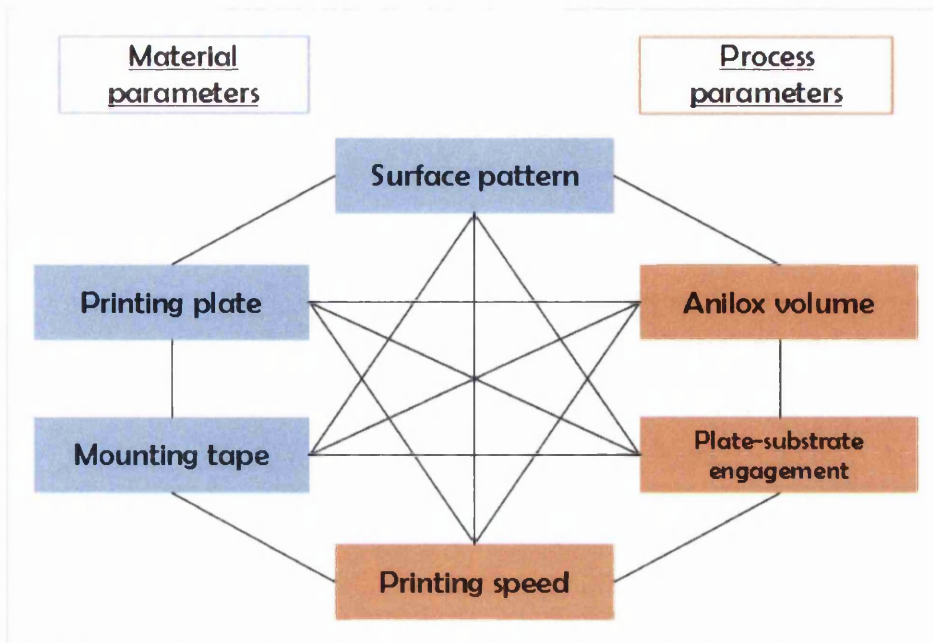 Material
parameters
Process
parameters
Surface pattern
Printing plate
Anilox volume
Mounting tape
Plate-substrate
engagement
Printing speed